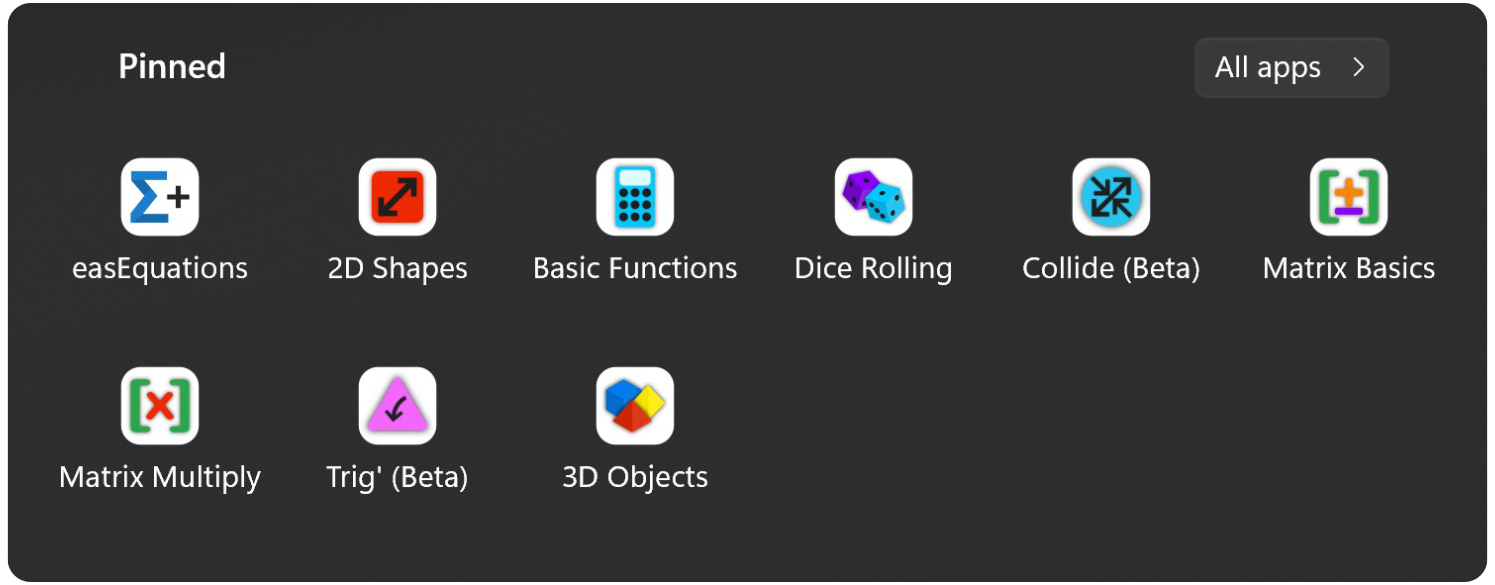 Pinned
All apps
easEquations
2D Shapes
Basic Functions
Dice Rolling
Collide (Beta)
Matrix Basics
Matrix Multiply
Trig' (Beta)
3D Objects